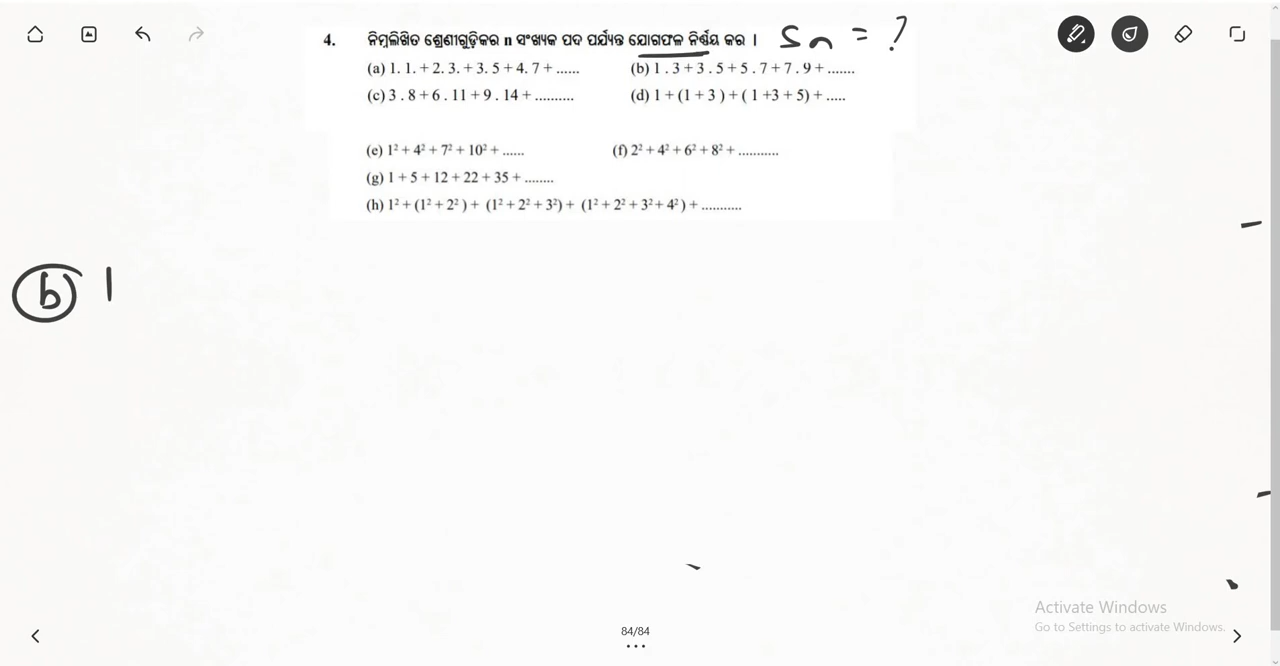 4. ନିମ୍ନଲିଖିତ ଶ୍ରେଣୀଗୁଡ଼ିକର n ସଂଖ୍ୟକ ପଦ ପର୍ଯ୍ୟନ୍ତ ଯୋଗଫଳ ନିର୍ଣ୍ଣୟ କର । Sn = ?
(a) 1. 1. + 2. 3. + 3. 5 + 4. 7 + ...... (b) 1 . 3 + 3 . 5 + 5 . 7 + 7 . 9 + .......
(c) 3 . 8 + 6 . 11 + 9 . 14 + .......... (d) 1 + (1 + 3 ) + ( 1 +3 + 5) + .....
(e) 1² + 4² + 7² + 10² + ...... (f) 2² + 4² + 6² + 8² + ...........
(g) 1 + 5 + 12 + 22 + 35 + ........
(h) 1² + (1² + 2² ) + (1² + 2² + 3²) + (1² + 2² + 3² + 4² ) + ...........
(b) 1
Activate Windows
Go to Settings to activate Windows.
84/84